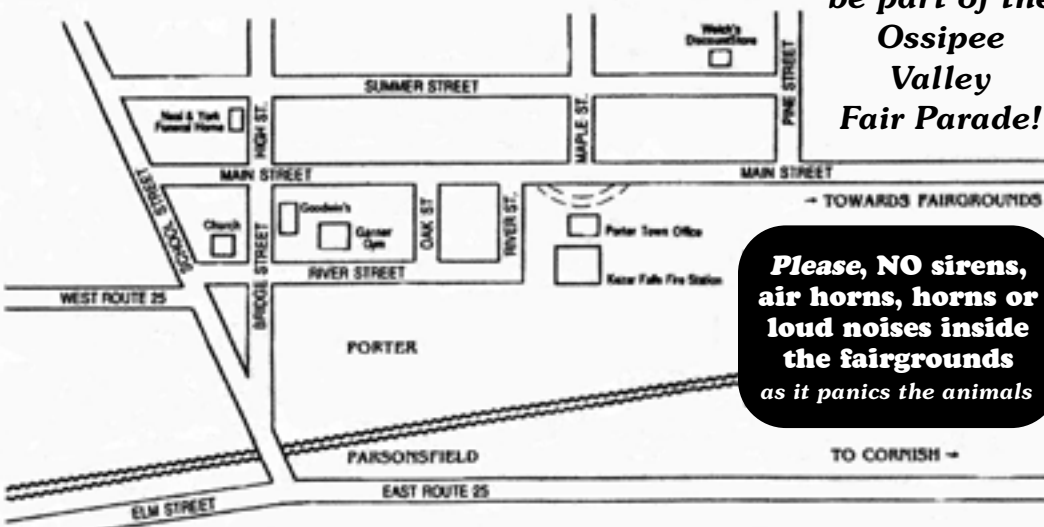 be part of the
Ossipee
Valley
Fair Parade!
Welch's
Discount Store
SUMMER STREET
PINE STREET
Neal & York
Funeral Home
HIGH ST.
MAPLE ST.
MAIN STREET
MAIN STREET
SCHOOL STREET
→ TOWARDS FAIRGROUNDS
Goodwin's
Church
Garner
Gym
OAK ST
RIVER ST.
Porter Town Office
BRIDGE STREET
RIVER STREET
Kezar Falls Fire Station
WEST ROUTE 25
Please, NO sirens,
air horns, horns or
loud noises inside
the fairgrounds
as it panics the animals
PORTER
PARSONSFIELD
TO CORNISH →
EAST ROUTE 25
ELM STREET